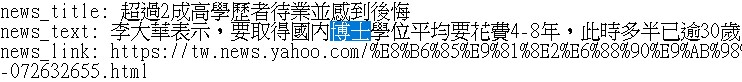 news_title: 超過2成高學歷者待業並感到後悔
news_text: 李大華表示，要取得國內博士學位平均要花費4-8年，此時多半已逾30歲
news_link: https://tw.news.yahoo.com/%E8%B6%85%E9%81%8E2%E6%88%90%E9%AB%98
-072632655.html